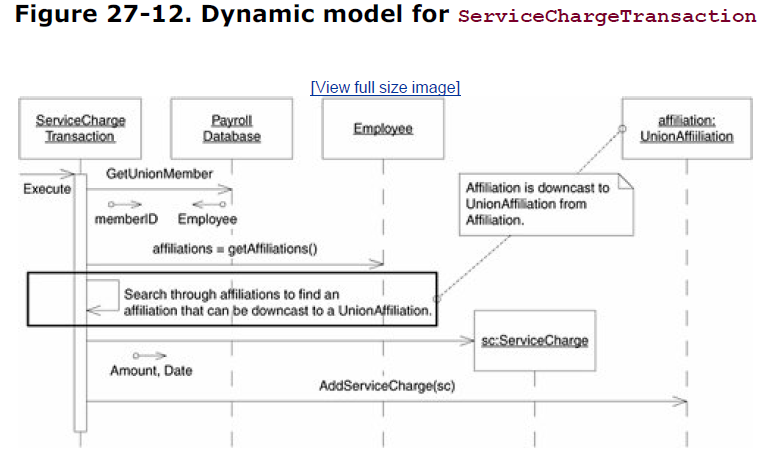 Figure 27-12. Dynamic model for ServiceChargeTransaction
[View full size image]
ServiceCharge
Transaction
Payroll
Database
Employee
affiliation:
UnionAffiiliation
Execute
GetUnionMember
memberID
Employee
Affiliation is downcast to
UnionAffiliation from
Affiliation.
affiliations = getAffiliations()
Search through affiliations to find an
affiliation that can be downcast to a UnionAffiliation.
sc:ServiceCharge
Amount, Date
AddServiceCharge(sc)